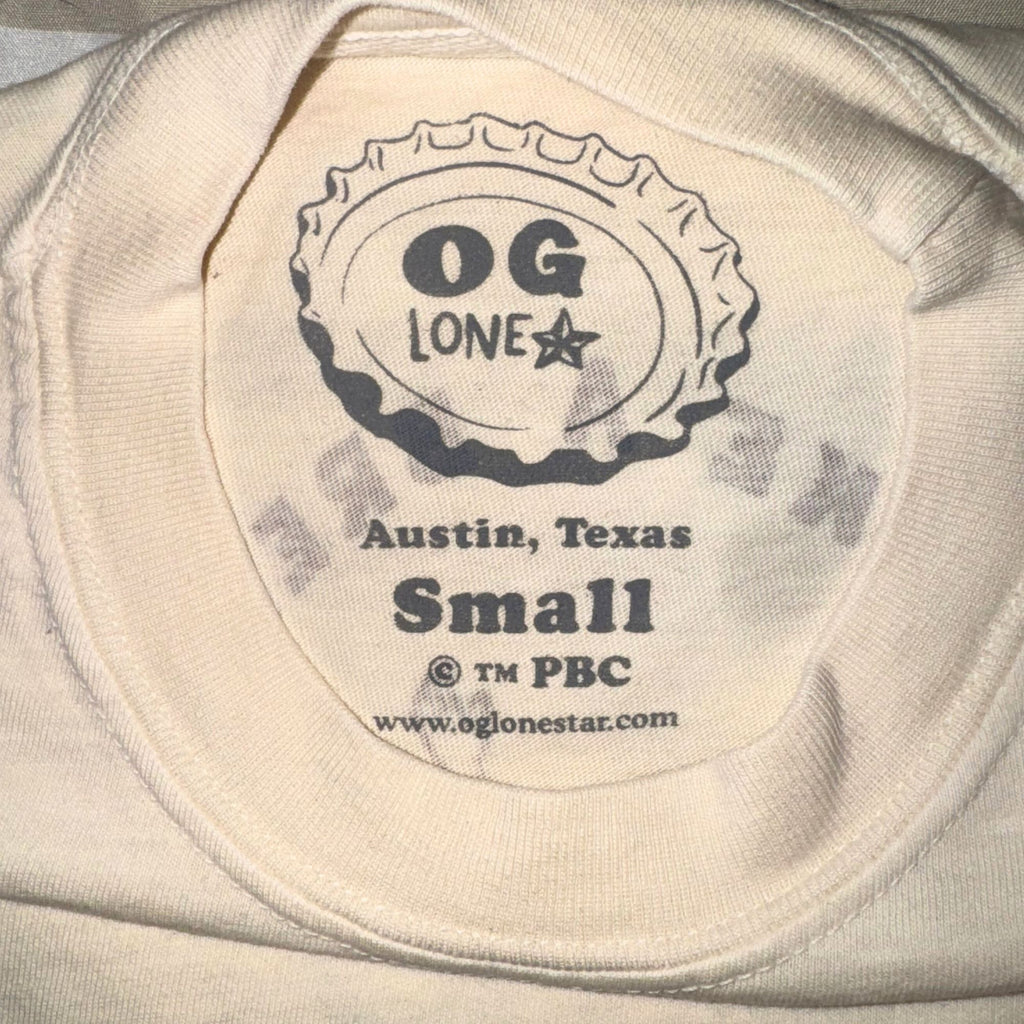 OG
LONE★
Austin, Texas
Small
© TM PBC
www.oglonestar.com